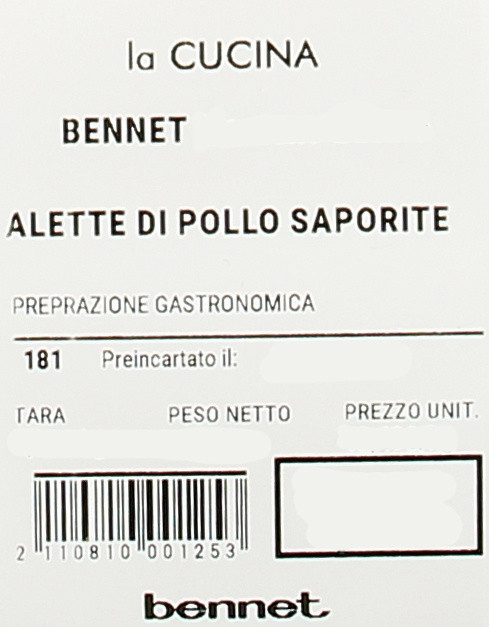 la CUCINA
BENNET
ALETTE DI POLLO SAPORITE
PREPRAZIONE GASTRONOMICA
181 Preincartato il:
TARA PESO NETTO PREZZO UNIT.
2 110810 001253
bennet